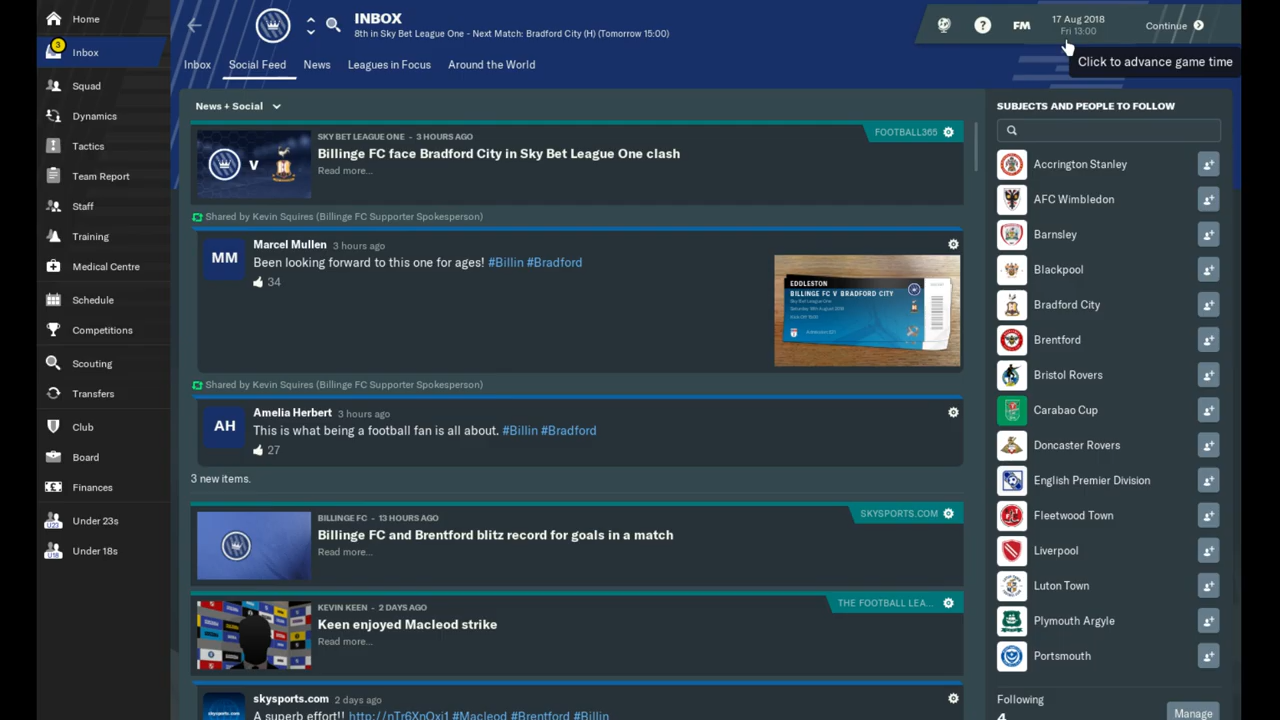 Home
3
Inbox
Squad
Dynamics
Tactics
Team Report
Staff
Training
Medical Centre
Schedule
Competitions
Scouting
Transfers
Club
Board
Finances
Under 23s
Under 18s
INBOX
8th in Sky Bet League One - Next Match: Bradford City (H) (Tomorrow 15:00)
?
FM
17 Aug 2018
Fri 13:00
Continue
Click to advance game time
Inbox
Social Feed
News
Leagues in Focus
Around the World
News + Social
SKY BET LEAGUE ONE - 3 HOURS AGO
FOOTBALL365
Billinge FC face Bradford City in Sky Bet League One clash
Read more...
V
Shared by Kevin Squires (Billinge FC Supporter Spokesperson)
MM
Marcel Mullen 3 hours ago
Been looking forward to this one for ages! #Billin #Bradford
34
EDDLESTON
BILLINGE FC V BRADFORD CITY
Shared by Kevin Squires (Billinge FC Supporter Spokesperson)
AH
Amelia Herbert 3 hours ago
This is what being a football fan is all about. #Billin #Bradford
27
3 new items.
BILLINGE FC - 13 HOURS AGO
SKYSPORTS.COM
Billinge FC and Brentford blitz record for goals in a match
Read more...
KEVIN KEEN - 2 DAYS AGO
THE FOOTBALL LEA...
Keen enjoyed Macleod strike
Read more...
skysports.com 2 days ago
A superb effort!! http://nTr6XnOxj1 #Macleod #Brentford #Billin
SUBJECTS AND PEOPLE TO FOLLOW
Accrington Stanley
AFC Wimbledon
Barnsley
Blackpool
Bradford City
Brentford
Bristol Rovers
Carabao Cup
Doncaster Rovers
English Premier Division
Fleetwood Town
Liverpool
Luton Town
Plymouth Argyle
Portsmouth
Following
4
Manage